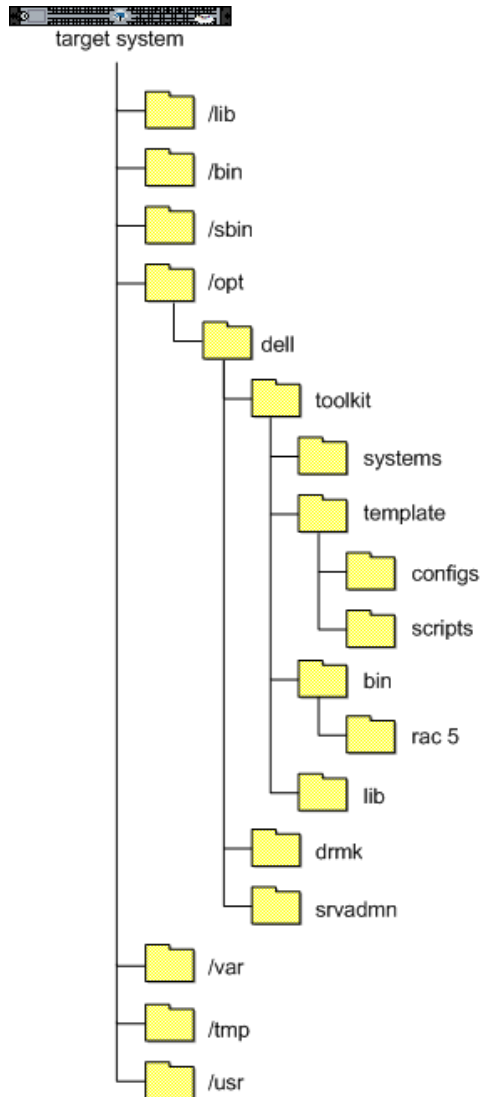 target system
/lib
/bin
/sbin
/opt
dell
toolkit
systems
template
configs
scripts
bin
rac 5
lib
drmk
srvadmn
/var
/tmp
/usr